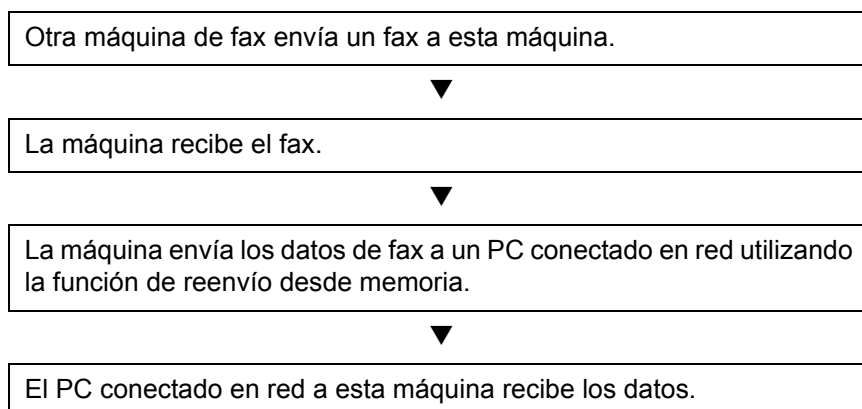 Otra máquina de fax envía un fax a esta máquina.
La máquina recibe el fax.
La máquina envía los datos de fax a un PC conectado en red utilizando
la función de reenvío desde memoria.
El PC conectado en red a esta máquina recibe los datos.